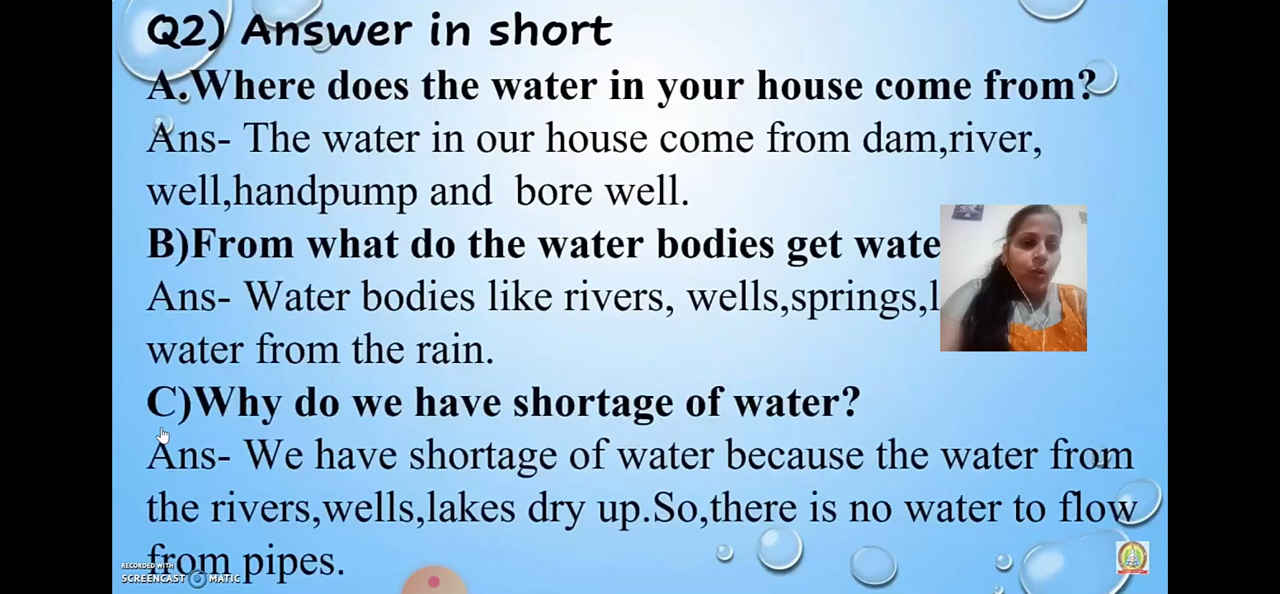 Q2) Answer in short
A.Where does the water in your house come from?
Ans- The water in our house come from dam,river,
well,handpump and bore well.
B)From what do the water bodies get
Ans- Water bodies like rivers, wells,springs,
water from the rain.
C)Why do we have shortage of water?
Ans- We have shortage of water because the water from
the rivers,wells,lakes dry up.So,there is no water to flow
from pipes.
RECORDED WITH
SCREENCAST MATIC